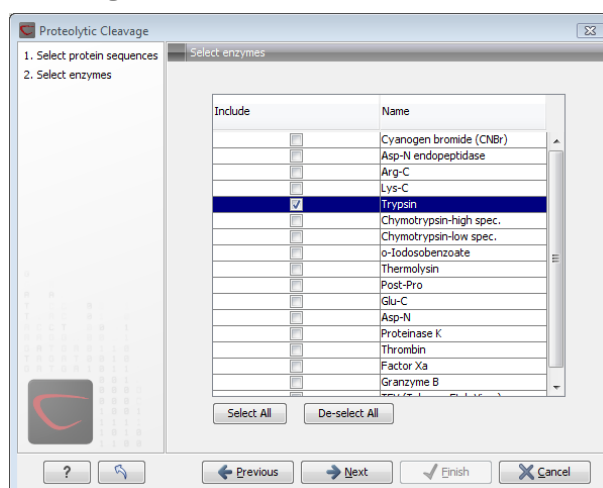 Proteolytic Cleavage
1. Select protein sequences
2. Select enzymes
Select enzymes
Include Name
Cyanogen bromide (CNBr)
Asp-N endopeptidase
Arg-C
Lys-C
Trypsin
Chymotrypsin-high spec.
Chymotrypsin-low spec.
o-Iodosobenzoate
Thermolysin
Post-Pro
Glu-C
Asp-N
Proteinase K
Thrombin
Factor Xa
Granzyme B
Select All De-select All
? Previous Next Finish Cancel